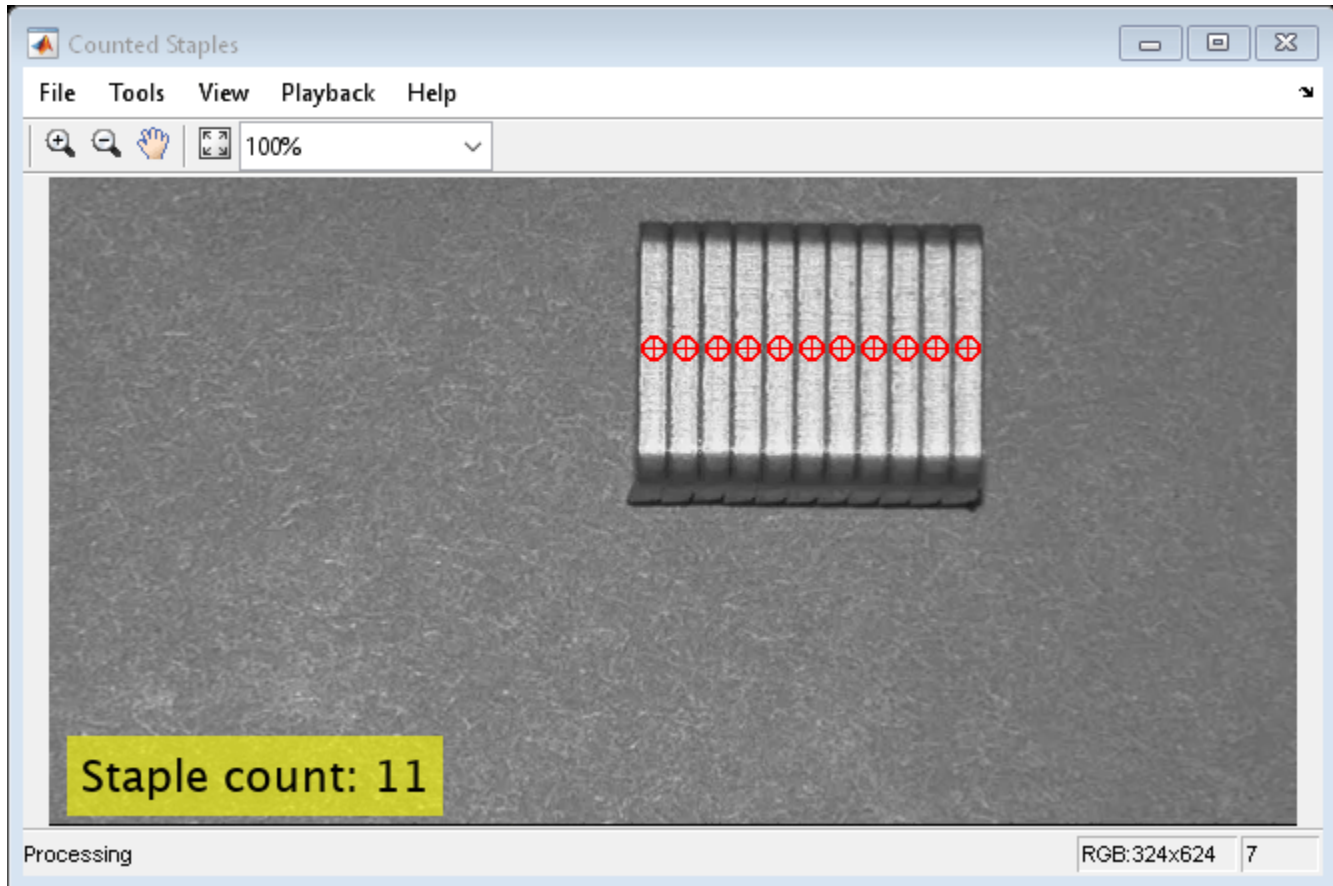 Counted Staples
File Tools View Playback Help
100%
Staple count: 11
Processing RGB:324x624 7